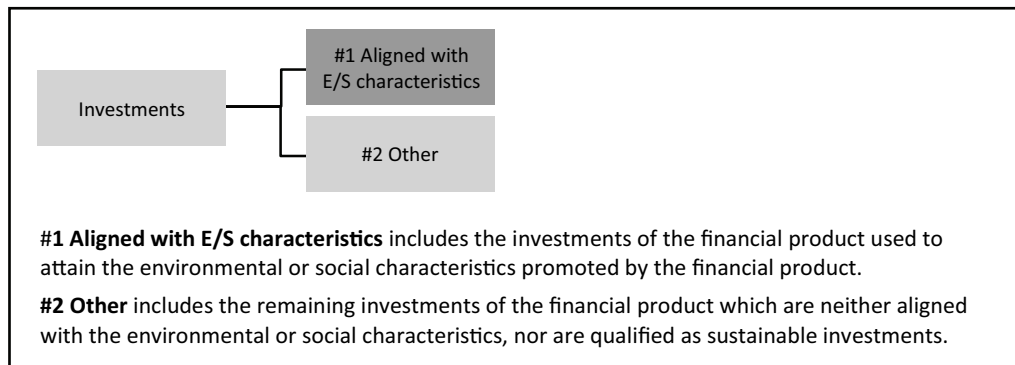 #1 Aligned with
E/S characteristics
Investments
#2 Other
#1 Aligned with E/S characteristics includes the investments of the financial product used to
attain the environmental or social characteristics promoted by the financial product.
#2 Other includes the remaining investments of the financial product which are neither aligned
with the environmental or social characteristics, nor are qualified as sustainable investments.